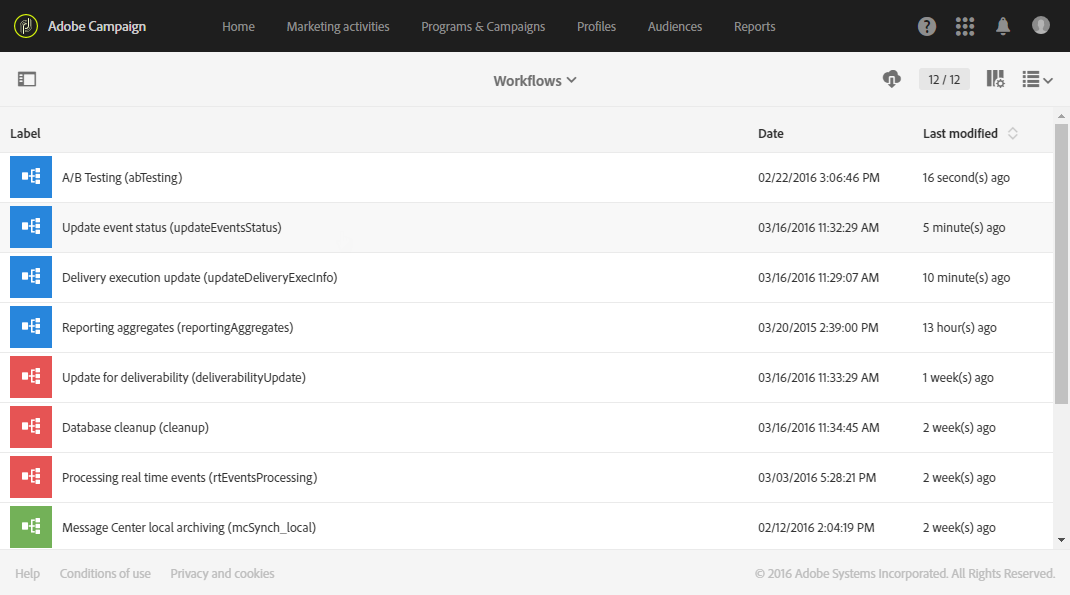 Adobe Campaign Home Marketing activities Programs & Campaigns Profiles Audiences Reports ?
Workflows 12 / 12
Label Date Last modified
A/B Testing (abTesting) 02/22/2016 3:06:46 PM 16 second(s) ago
Update event status (updateEventsStatus) 03/16/2016 11:32:29 AM 5 minute(s) ago
Delivery execution update (updateDeliveryExecInfo) 03/16/2016 11:29:07 AM 10 minute(s) ago
Reporting aggregates (reportingAggregates) 03/20/2015 2:39:00 PM 13 hour(s) ago
Update for deliverability (deliverabilityUpdate) 03/16/2016 11:33:29 AM 1 week(s) ago
Database cleanup (cleanup) 03/16/2016 11:34:45 AM 2 week(s) ago
Processing real time events (rtEventsProcessing) 03/03/2016 5:28:21 PM 2 week(s) ago
Message Center local archiving (mcSynch_local) 02/12/2016 2:04:19 PM 2 week(s) ago
Help Conditions of use Privacy and cookies © 2016 Adobe Systems Incorporated. All Rights Reserved.